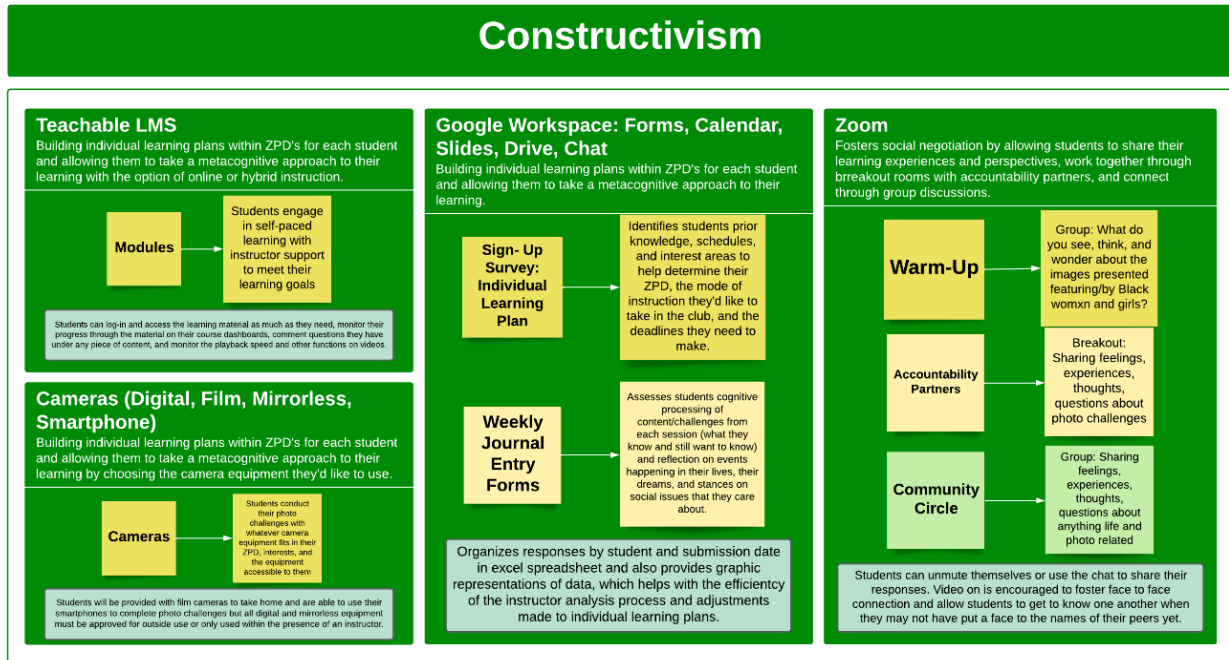 Constructivism
Teachable LMS
Building individual learning plans within ZPD's for each student
and allowing them to take a metacognitive approach to their
learning with the option of online or hybrid instruction.
Modules
Students engage
in self-paced
learning with
instructor support
to meet their
learning goals
Students can log-in and access the learning material as much as they need, monitor their
progress through the material on their course dashboards, comment questions they have
under any piece of content, and monitor the playback speed and other functions on videos.
Cameras (Digital, Film, Mirrorless,
Smartphone)
Building individual learning plans within ZPD's for each student
and allowing them to take a metacognitive approach to their
learning by choosing the camera equipment they'd like to use.
Cameras
Students conduct
their photo
challenges with
whatever camera
equipment fits in their
ZPD, interests, and
the equipment
accessible to them
Students will be provided with film cameras to take home and are able to use their
smartphones to complete photo challenges but all digital and mirrorless equipment
must be approved for outside use or only used within the presence of an instructor.
Google Workspace: Forms, Calendar,
Slides, Drive, Chat
Building individual learning plans within ZPD's for each student
and allowing them to take a metacognitive approach to their
learning.
Sign- Up
Survey:
Individual
Learning
Plan
Identifies students prior
knowledge, schedules,
and interest areas to
help determine their
ZPD, the mode of
instruction they'd like to
take in the club, and the
deadlines they need to
make.
Weekly
Journal
Entry
Forms
Assesses students cognitive
processing of
content/challenges from
each session (what they
know and still want to know)
and reflection on events
happening in their lives, their
dreams, and stances on
social issues that they care
about.
Organizes responses by student and submission date
in excel spreadsheet and also provides graphic
representations of data, which helps with the efficientcy
of the instructor analysis process and adjustments
made to individual learning plans.
Zoom
Fosters social negotiation by allowing students to share their
learning experiences and perspectives, work together through
breakout rooms with accountability partners, and connect
through group discussions.
Warm-Up
Group: What do
you see, think, and
wonder about the
images presented
featuring/by Black
womxn and girls?
Accountability
Partners
Breakout:
Sharing feelings,
experiences,
thoughts,
questions about
photo challenges
Community
Circle
Group: Sharing
feelings,
experiences,
thoughts,
questions about
anything life and
photo related
Students can unmute themselves or use the chat to share their
responses. Video on is encouraged to foster face to face
connection and allow students to get to know one another when
they may not have put a face to the names of their peers yet.